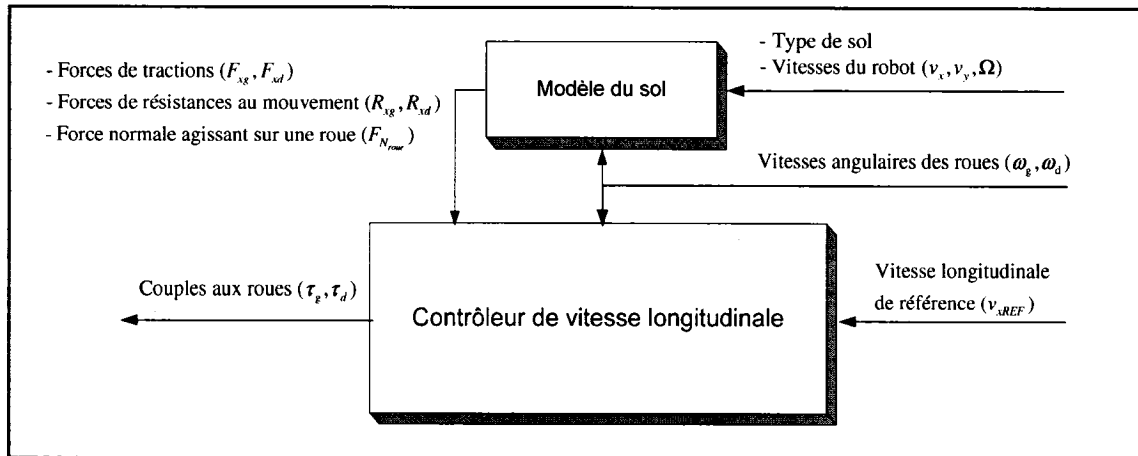 - Forces de tractions (F_xg, F_xd)
- Forces de résistances au mouvement (R_xg, R_xd)
- Force normale agissant sur une roue (F_N_roue)
Modèle du sol
- Type de sol
- Vitesses du robot (v_x, v_y, Ω)
Vitesses angulaires des roues (ω_g, ω_d)
Couples aux roues (τ_g, τ_d)
Contrôleur de vitesse longitudinale
Vitesse longitudinale
de référence (v_xREF)